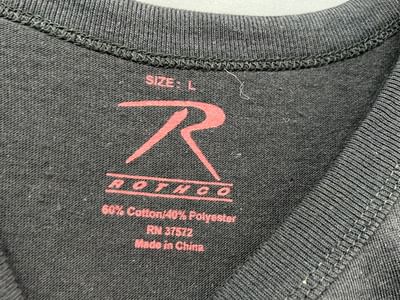 SIZE: L
R
ROTHCO
60% Cotton/40% Polyester
RN 37572
Made in China